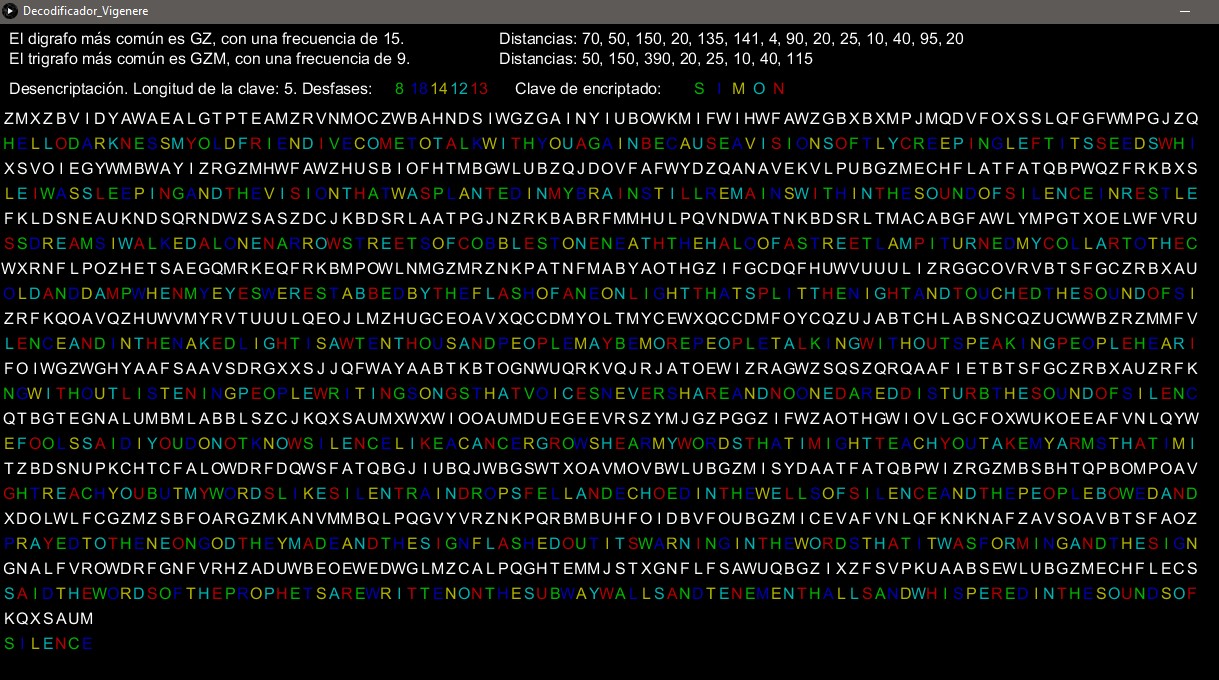 Decodificador_Vigenere
El digrafo más común es GZ, con una frecuencia de 15. Distancias: 70, 50, 150, 20, 135, 141, 4, 90, 20, 25, 10, 40, 95, 20
El trigrafo más común es GZM, con una frecuencia de 9. Distancias: 50, 150, 390, 20, 25, 10, 40, 115
Desencriptación. Longitud de la clave: 5. Desfases: 8 18 14 12 13 Clave de encriptado: S I M O N
ZMXZBVIDYAWAEALGTPTEAMZRVNMOCZWBAHNDSIWGZGAINYIUBOWKMIFWIHWFAWZGBXBXMPJMQDVFOXSSLQFGFWMPGJZQ
HELLODARKNESSMYOLDFRIENDIVECOMETOTALKWITHYOUAGAINBECAUSEAVISIONSOFTLYCREEPINGLEFTITSSEEDSWHI
XSVOIEGYWMBWAYIZRGZMHWFAWZHUSBIOFHTMBGWLUBZQJDOVFAFWYDZQANAVEKVLPUBGZMECHFLATFATQBPWQZFRKBXS
LEIWASSLEEPINGANDTHEVISIONTHATWASPLANTEDINMYBRAINSTILLREMAINSWITHINTHESOUNDOFSILENCEINRESTLE
FKLDSNEAUKNDSQRNDWZSASZDCJKBDSRLAATPGJNZRKBABRFMMHULPQVNDWATNKBDSRLTMACABGFAWLYMPGTXOELWFVRU
SSDREAMSIWALKEDALONENARROWSTREETSOFCOBBLESTONENEATHTHEHALOOFASTREETLAMPITURNEDMYCOLLARTOTHEC
WXRNFLPOZHETSAEGQMRKEQFRKBMPOWLNMGZMRZNKPATNFMABYAOTHGZIFGCDQFHUWVUUULIZRGGCOVRVBTSFGCZRBXAU
OLDANDDAMPWHENMYEYESWERESTABBEDBYTHEFLASHOFANEONLIGHTTHATSPLITTHENIGHTANDTOUCHEDTHESOUNDOFSI
ZRFKQOAVQZHUWVMYRVTUUULQEOJLMZHUGCEOAVXQCCDMYOLTMYCEWXQCCDMFOYCQZUJABTCHLABSNCQZUCWWBZRZMMFV
LENCEANDINTHENAKEDLIGHTISAWTENTHOUSANDPEOPLEMAYBEMOREPEOPLETALKINGWITHOUTSPEAKINGPEOPLEHEARI
FOIWGZWGHYAAFSAAVSDRGXXSJJQFWAYAABTKBTOGNWUQRKVQJRJATOEWIZRAGWZSQSZQRQAAFIETBTSFGCZRBXAUZRFK
NGWITHOUTLISTENINGPEOPLEWRITINGSONGSTHATVOICESNEVERSHAREANDNOONEDAREDDISTURBTHESOUNDOFSILENC
QTBGTEGNALUMBMLABBLSZCJKQXSAUMXWXWIOOAUMDUEGEEVRSZYMJGZPGGZIFWZAOTHGWIOVLGCFOXWUKOEEAFVNLQYW
EFOOLSSAIDIYOUDONOTKNOWSILENCELIKEACANCERGROWSHEARMYWORDSTHATIMIGHTTEACHYOUTAKEMYARMSTHATIMI
TZBDSNUPKCHTCFALOWDRFDQWSFATQBGJIUBQJWBGSWTXOAVMOVBWLUBGZMISYDAATFATQBPWIZRGZMBSBHTQPBOMPOAV
GHTREACHYOUBUTMYWORDSLIKESILENTRAINDROPSFELLANDECHOEDINTHEWELLSOFSILENCEANDTHEPEOPLEBOWEDAND
XDOLWLFCGZMZSBFOARGZMKANVMMBQLPQGVYVRZNKPQRBMBUHFOIDBVFOUBGZMICEVAFVNLQFKNKNAFZAVSOAVBTSFAOZ
PRAYEDTOTHENEONGODTHEYMADEANDTHESIGNFLASHEDOUTITSWARNINGINTHEWORDSTHATITWASFORMINGANDTHESIGN
GNALFVROWDRFGNFVRHZADUWBEOEWEDWGLMZCALPQGHTEMMJSTXGNFLFSAWUQBGZIXZFSVPKUAABSEWLUBGZMECHFLECS
SAIDTHEWORDSOFTHEPROPHETSAREWRITTENONTHESUBWAYWALLSANDTENEMENTHALLSANDWHISPEREDINTHESOUNDSOF
KQXSAUM
SILENCE